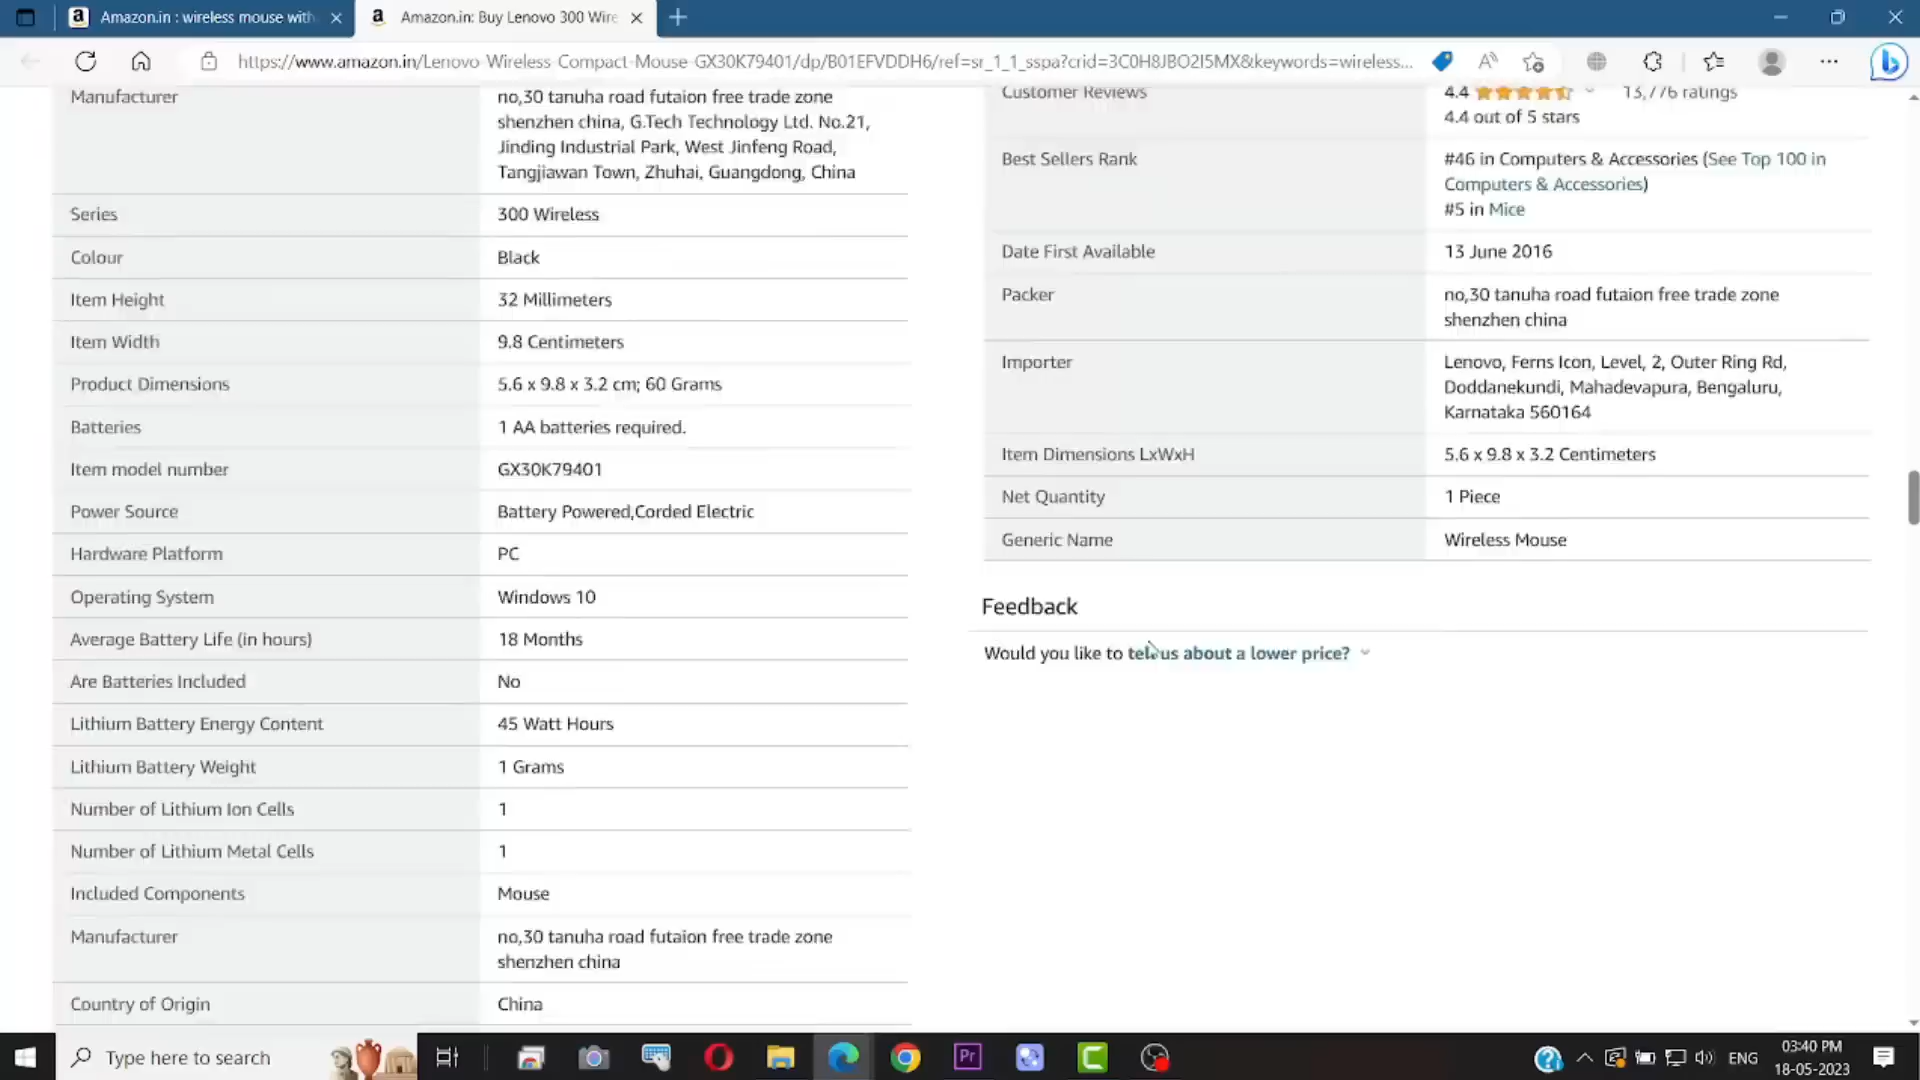 Amazon.in : wireless mouse with
Amazon.in: Buy Lenovo 300 Wire
https://www.amazon.in/Lenovo-Wireless-Compact-Mouse-GX30K79401/dp/B01EFVDDH6/ref=sr_1_1_sspa?crid=3C0H8JBO2I5MX&keywords=wireless...
Manufacturer
no,30 tanuha road futaion free trade zone
shenzhen china, G.Tech Technology Ltd. No.21,
Jinding Industrial Park, West Jinfeng Road,
Tangjiawan Town, Zhuhai, Guangdong, China
Series 300 Wireless
Colour Black
Item Height 32 Millimeters
Item Width 9.8 Centimeters
Product Dimensions 5.6 x 9.8 x 3.2 cm; 60 Grams
Batteries 1 AA batteries required.
Item model number GX30K79401
Power Source Battery Powered,Corded Electric
Hardware Platform PC
Operating System Windows 10
Average Battery Life (in hours) 18 Months
Are Batteries Included No
Lithium Battery Energy Content 45 Watt Hours
Lithium Battery Weight 1 Grams
Number of Lithium Ion Cells 1
Number of Lithium Metal Cells 1
Included Components Mouse
Manufacturer no,30 tanuha road futaion free trade zone
shenzhen china
Country of Origin China
Customer Reviews 4.4 13,776 ratings
4.4 out of 5 stars
Best Sellers Rank #46 in Computers & Accessories (See Top 100 in
Computers & Accessories)
#5 in Mice
Date First Available 13 June 2016
Packer no,30 tanuha road futaion free trade zone
shenzhen china
Importer Lenovo, Ferns Icon, Level, 2, Outer Ring Rd,
Doddanekundi, Mahadevapura, Bengaluru,
Karnataka 560164
Item Dimensions LxWxH 5.6 x 9.8 x 3.2 Centimeters
Net Quantity 1 Piece
Generic Name Wireless Mouse
Feedback
Would you like to tell us about a lower price?
Type here to search
Pr
ENG
03:40 PM
18-05-2023